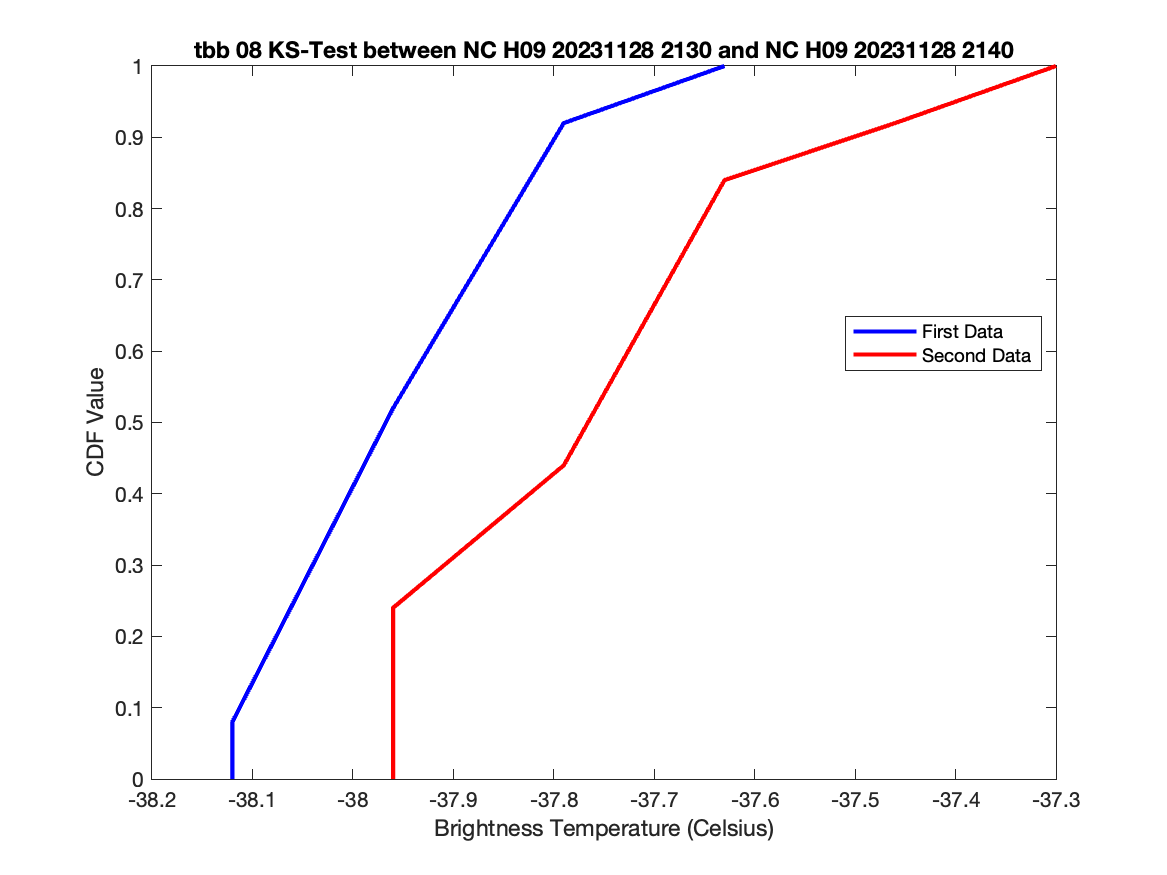 tbb 08 KS-Test between NC H09 20231128 2130 and NC H09 20231128 2140
1
0.9
0.8
0.7
0.6
0.5
0.4
0.3
0.2
0.1
0
CDF Value
First Data
Second Data
-38.2 -38.1 -38 -37.9 -37.8 -37.7 -37.6 -37.5 -37.4 -37.3
Brightness Temperature (Celsius)